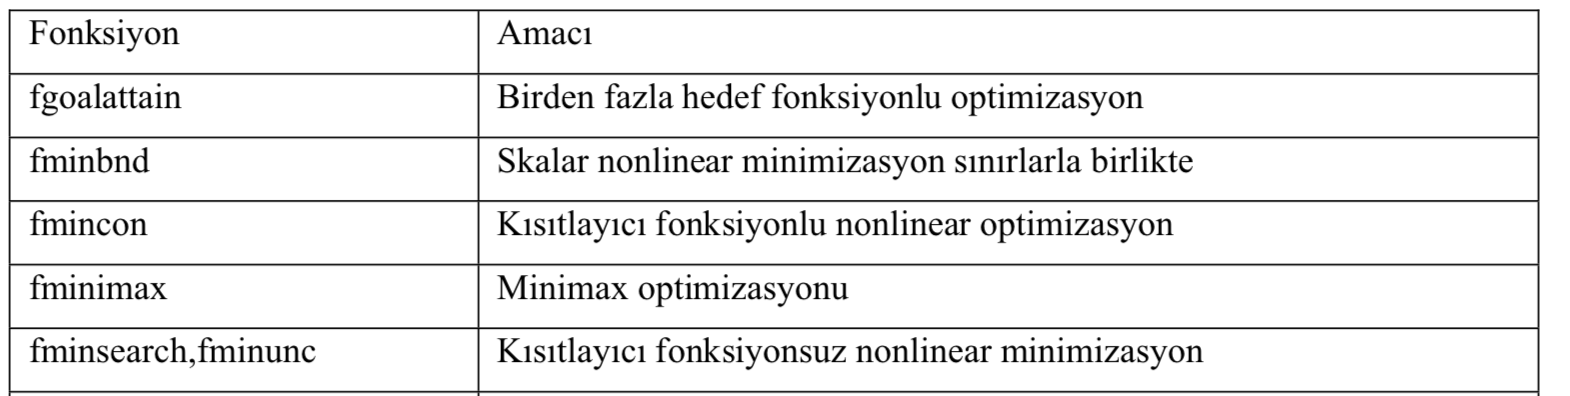 Fonksiyon Amacı
fgoalattain Birden fazla hedef fonksiyonlu optimizasyon
fminbnd Skalar nonlinear minimizasyon sınırlarla birlikte
fmincon Kısıtlayıcı fonksiyonlu nonlinear optimizasyon
fminimax Minimax optimizasyonu
fminsearch,fminunc Kısıtlayıcı fonksiyonsuz nonlinear minimizasyon